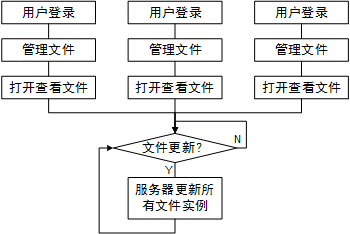 用户登录 用户登录 用户登录
管理文件 管理文件 管理文件
打开查看文件 打开查看文件 打开查看文件
文件更新？ N
Y
服务器更新所
有文件实例